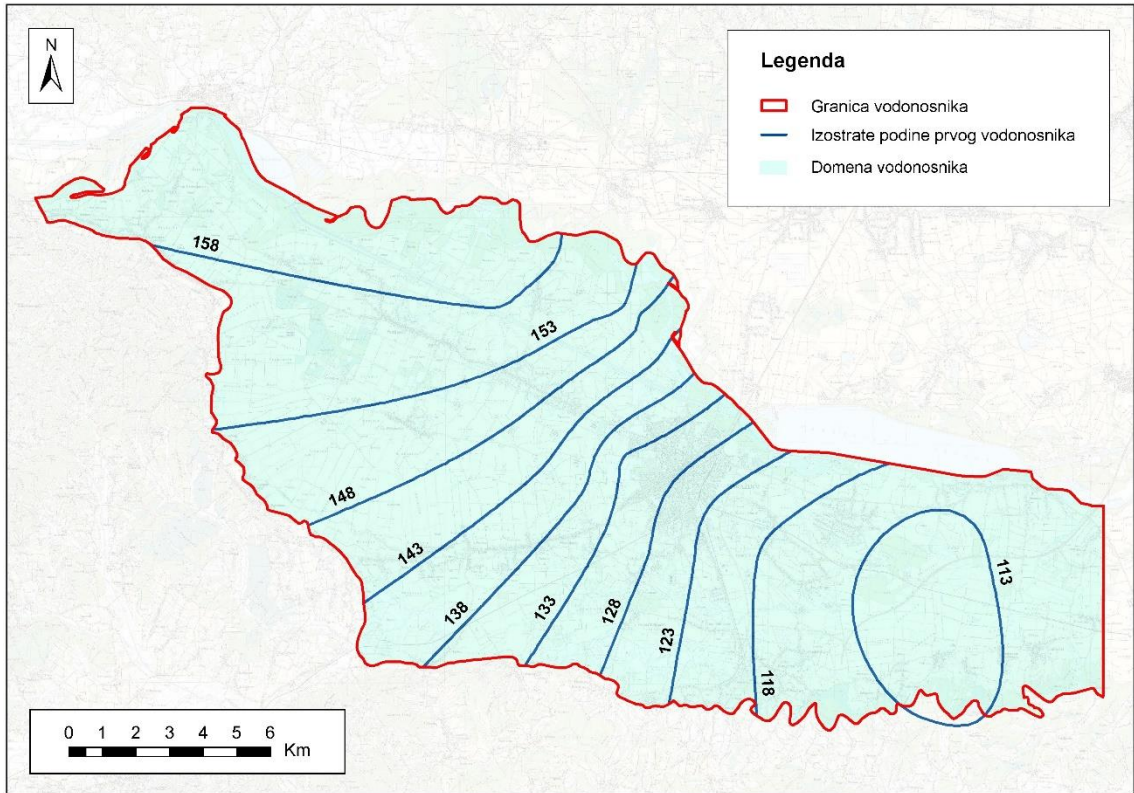 N
Legenda
Granica vodonosnika
Izostrate podine prvog vodonosnika
Domena vodonosnika
158
153
148
143
138
133
128
123
118
113
0 1 2 3 4 5 6
Km